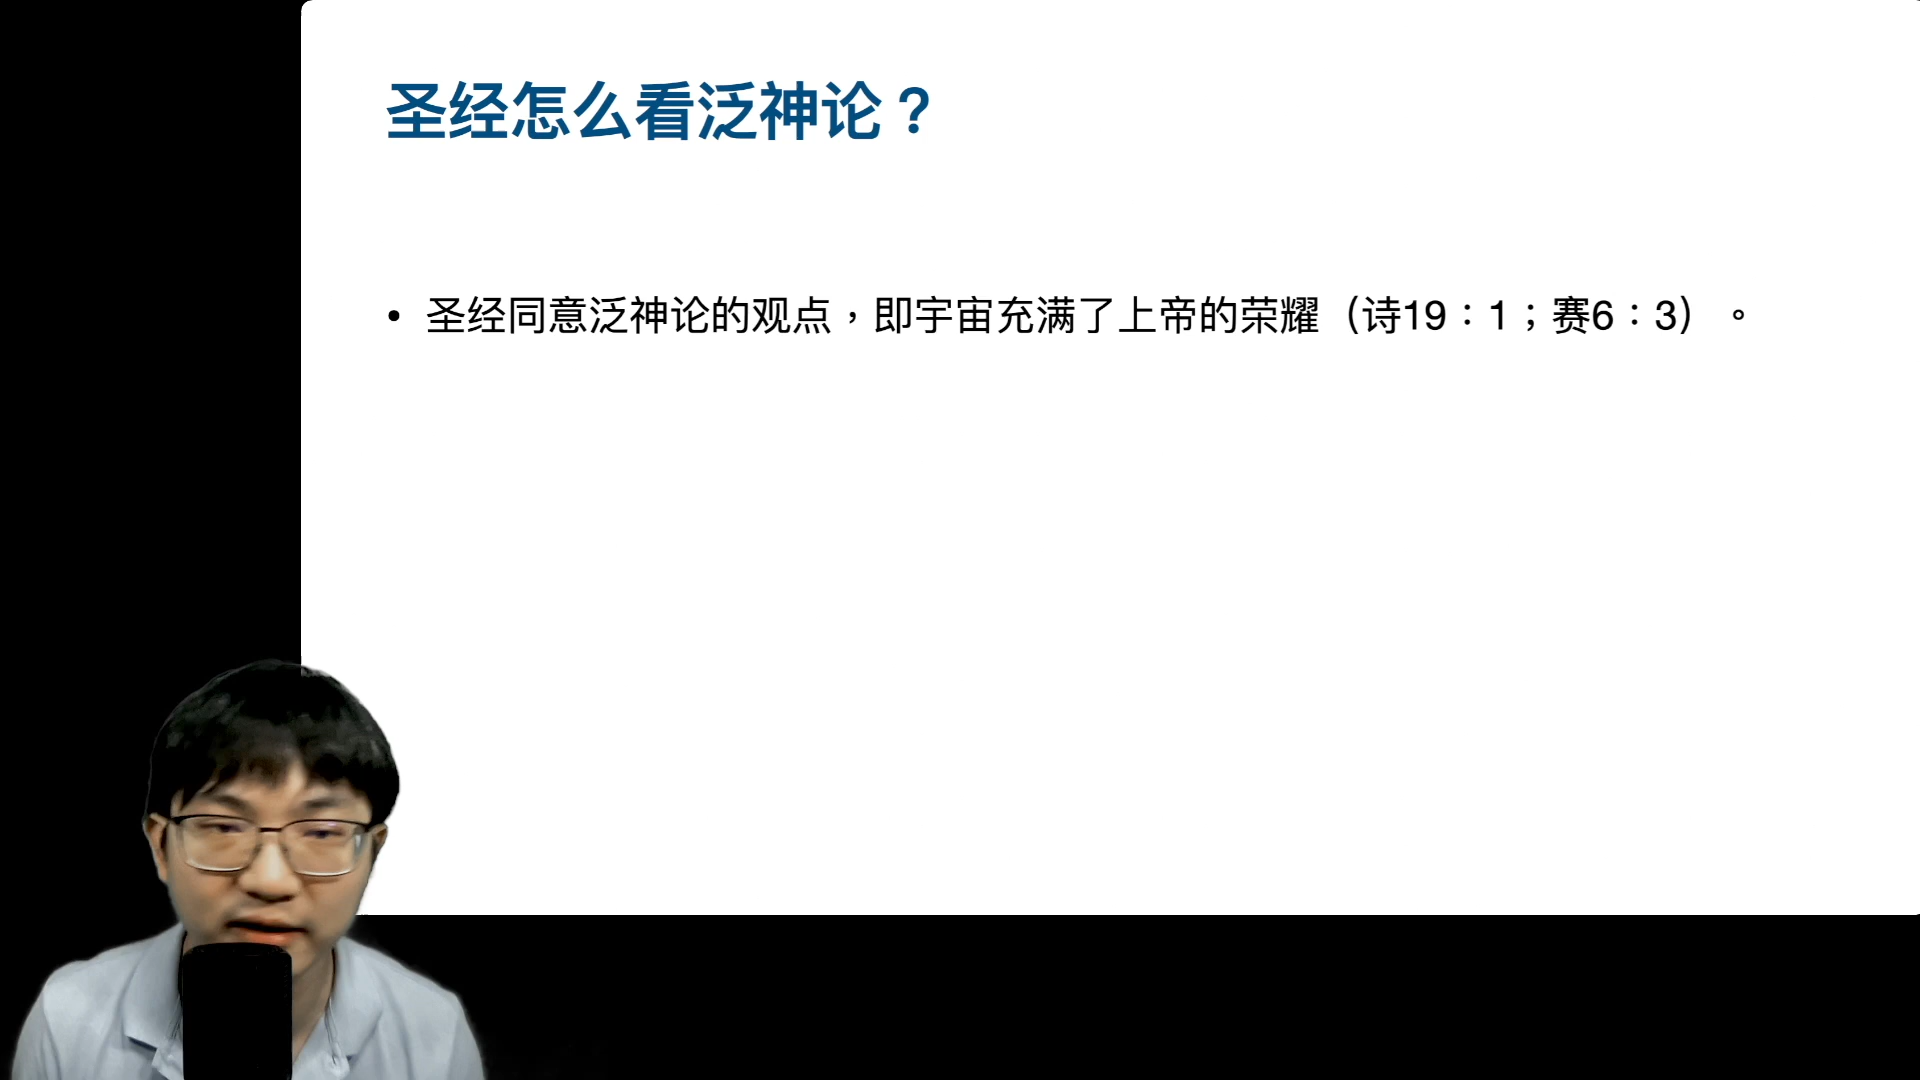 圣经怎么看泛神论？
• 圣经同意泛神论的观点，即宇宙充满了上帝的荣耀（诗19：1；赛6：3）。